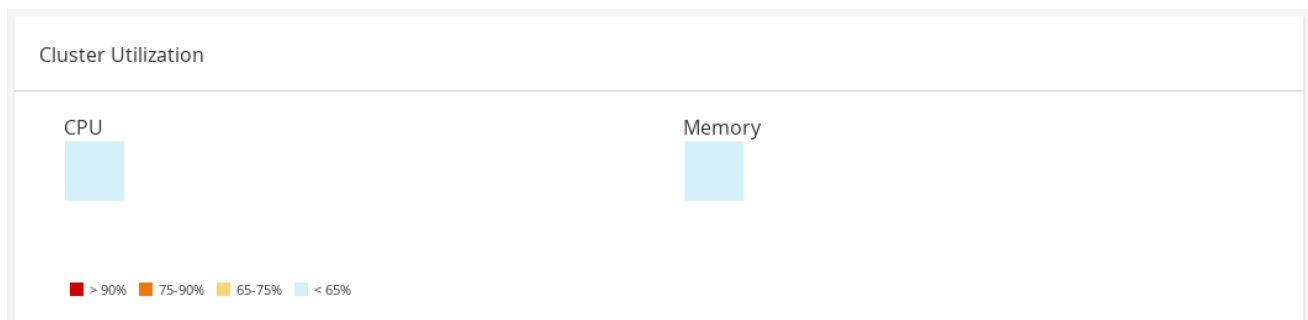 Cluster Utilization
CPU
Memory
> 90%
75-90%
65-75%
< 65%